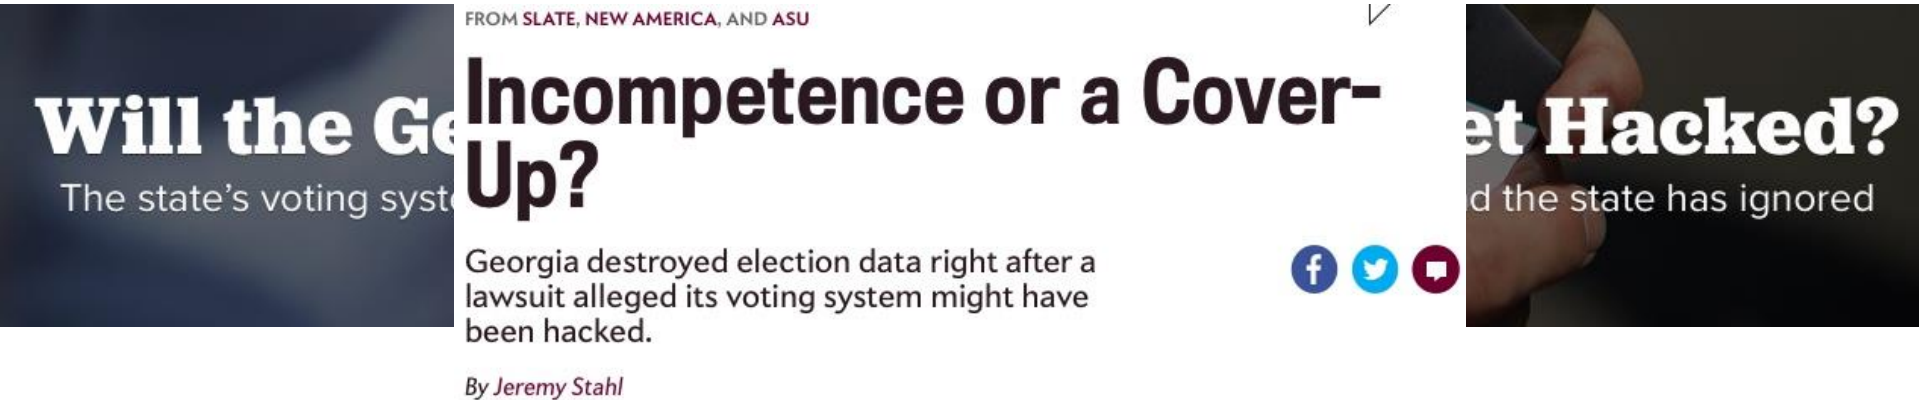 FROM SLATE, NEW AMERICA, AND ASU
Incompetence or a Cover-
Up?
Georgia destroyed election data right after a
lawsuit alleged its voting system might have
been hacked.
By Jeremy Stahl
Will the Ge
The state's voting syst
et Hacked?
d the state has ignored